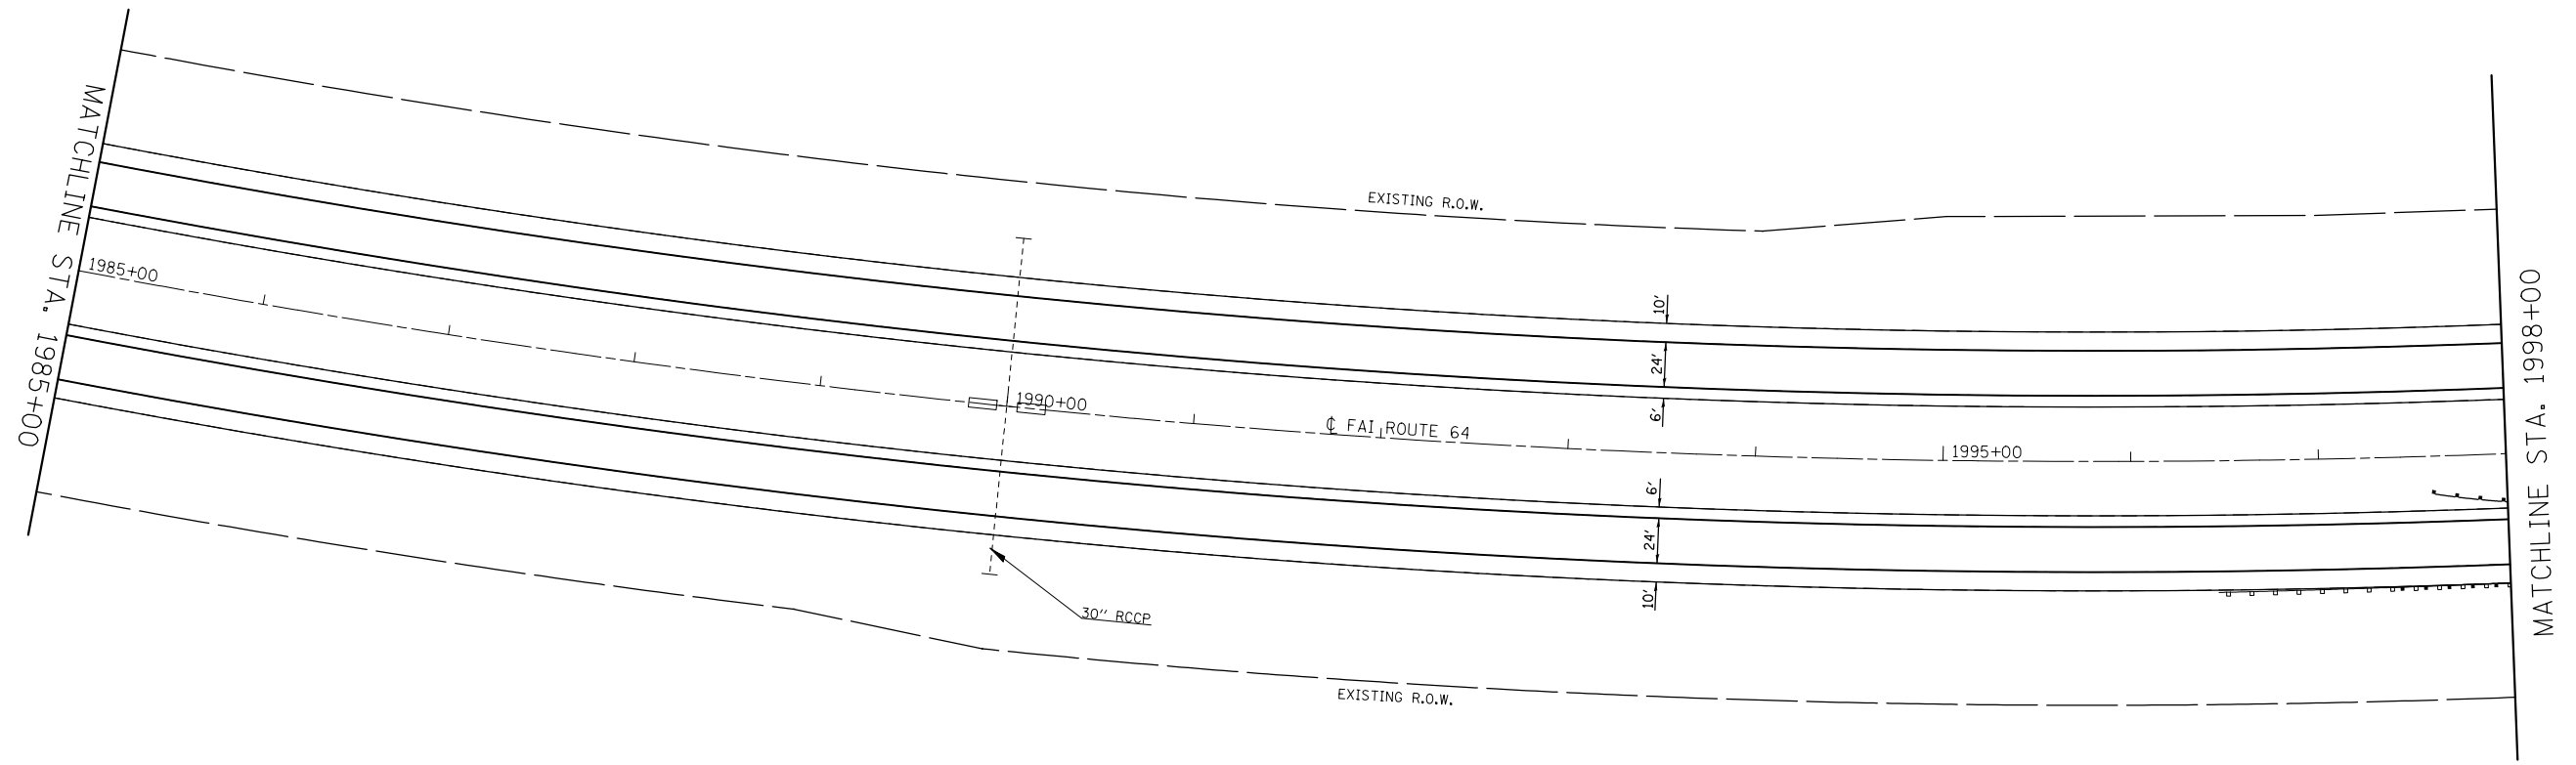 MATCHLINE STA. 1985+00
1985+00
EXISTING R.O.W.
1990+00
℄ FAI ROUTE 64
10'
24'
6'
6'
24'
10'
1995+00
30'' RCCP
EXISTING R.O.W.
MATCHLINE STA. 1998+00